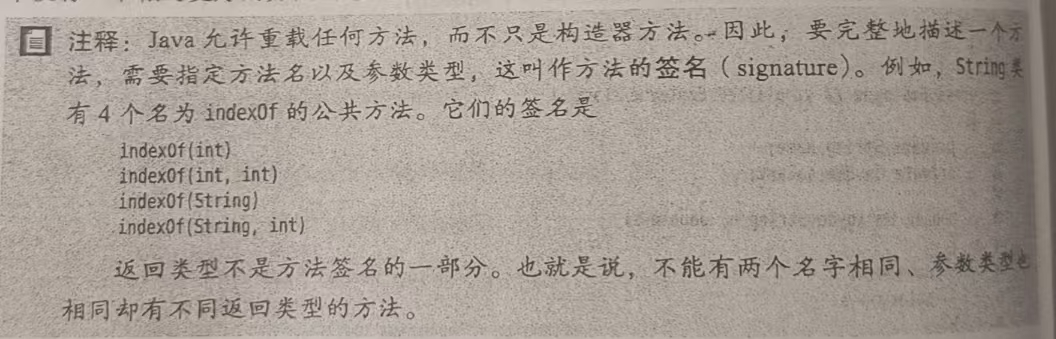 注释：Java 允许重载任何方法，而不只是构造器方法。因此，要完整地描述一个方
法，需要指定方法名以及参数类型，这叫作方法的签名（signature）。例如，String 类
有 4 个名为 indexOf 的公共方法。它们的签名是
indexOf(int)
indexOf(int, int)
indexOf(String)
indexOf(String, int)
返回类型不是方法签名的一部分。也就是说，不能有两个名字相同、参数类型也
相同却有不同返回类型的方法。